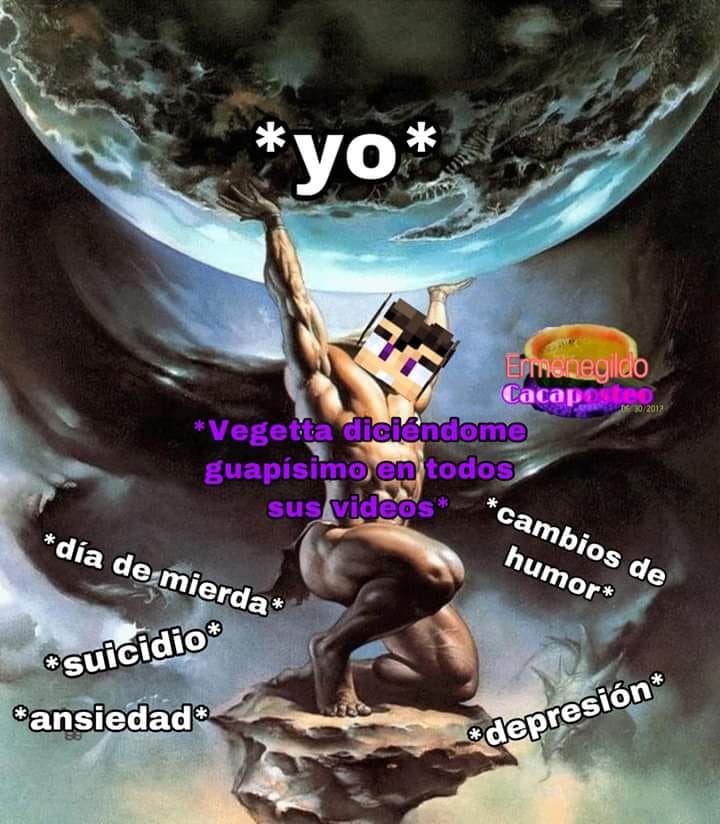 *yo*
Ermenegildo
Cacaposteo
*Vegetta diciéndome
guapísimo en todos
sus videos*
*cambios de
humor*
*día de mierda*
*suicidio*
*ansiedad*
*depresión*